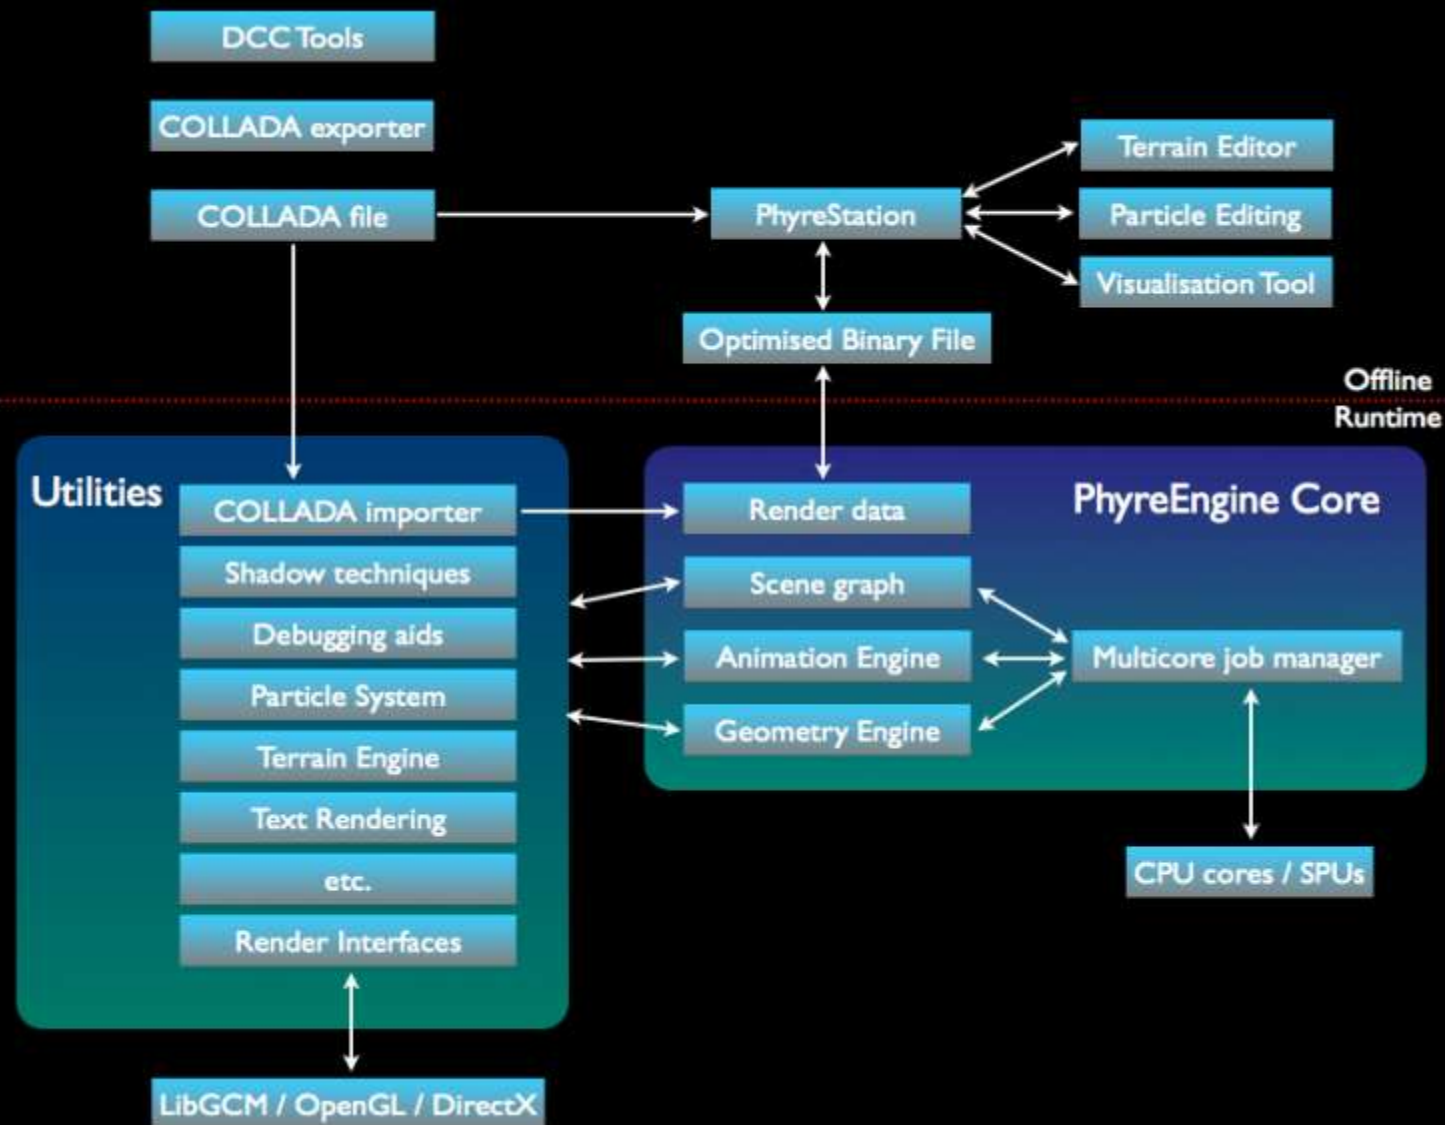 DCC Tools
COLLADA exporter
COLLADA file
PhyreStation
Terrain Editor
Particle Editing
Visualisation Tool
Optimised Binary File
Offline
Runtime
Utilities
COLLADA importer
Shadow techniques
Debugging aids
Particle System
Terrain Engine
Text Rendering
etc.
Render Interfaces
PhyreEngine Core
Render data
Scene graph
Animation Engine
Geometry Engine
Multicore job manager
CPU cores / SPUs
LibGCM / OpenGL / DirectX